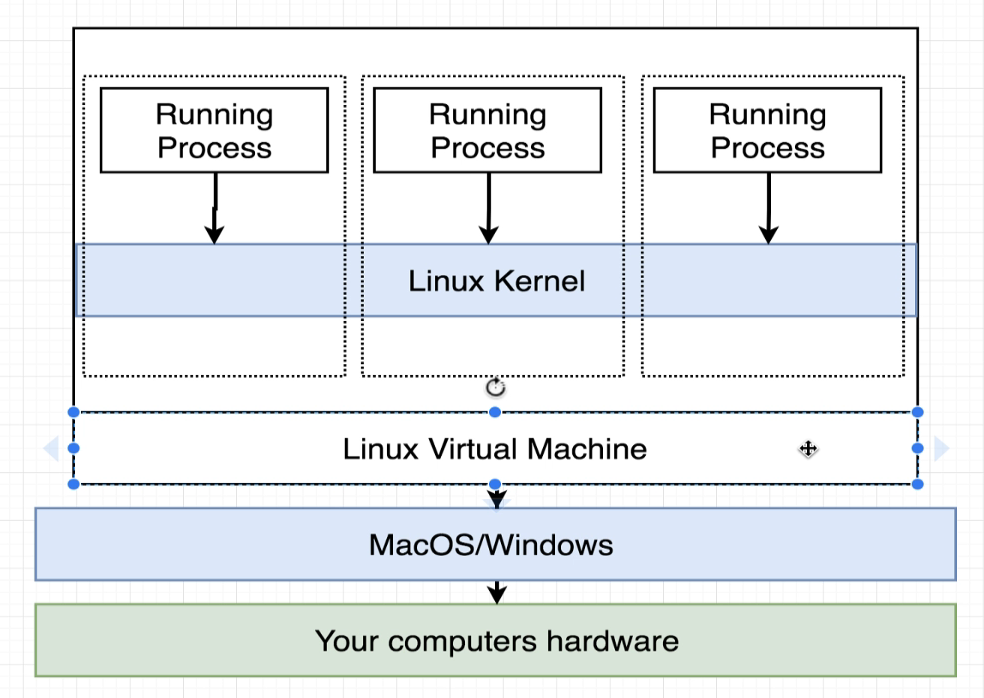 Running
Process
Running
Process
Running
Process
Linux Kernel
Linux Virtual Machine
MacOS/Windows
Your computers hardware